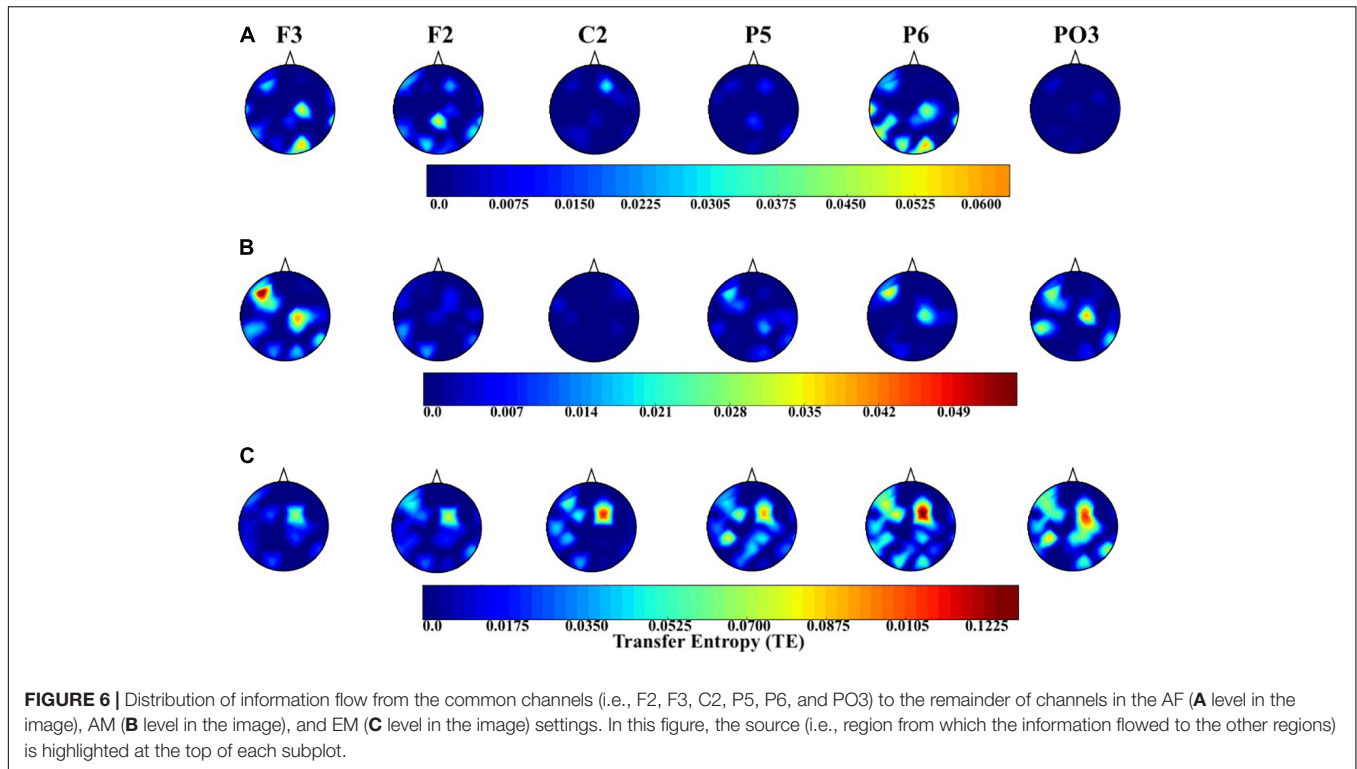 A F3 F2 C2 P5 P6 PO3
0.0 0.0075 0.0150 0.0225 0.0305 0.0375 0.0450 0.0525 0.0600
B
0.0 0.007 0.014 0.021 0.028 0.035 0.042 0.049
C
0.0 0.0175 0.0350 0.0525 0.0700 0.0875 0.0105 0.1225
Transfer Entropy (TE)
FIGURE 6 | Distribution of information flow from the common channels (i.e., F2, F3, C2, P5, P6, and PO3) to the remainder of channels in the AF (A level in the
image), AM (B level in the image), and EM (C level in the image) settings. In this figure, the source (i.e., region from which the information flowed to the other regions)
is highlighted at the top of each subplot.